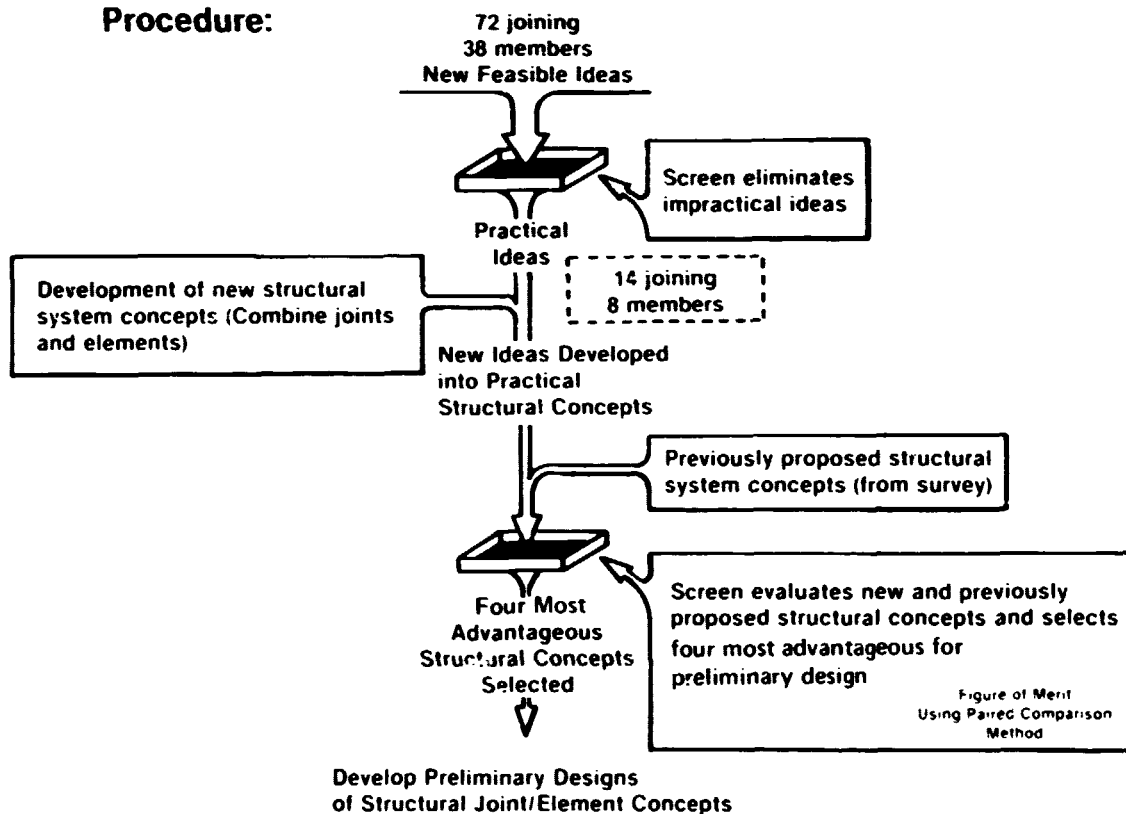 Procedure:
72 joining
38 members
New Feasible Ideas
Screen eliminates
impractical ideas
Practical
Ideas
14 joining
8 members
Development of new structural
system concepts (Combine joints
and elements)
New Ideas Developed
into Practical
Structural Concepts
Previously proposed structural
system concepts (from survey)
Four Most
Advantageous
Structural Concepts
Selected
Screen evaluates new and previously
proposed structural concepts and selects
four most advantageous for
preliminary design
Figure of Merit
Using Paired Comparison
Method
Develop Preliminary Designs
of Structural Joint/Element Concepts